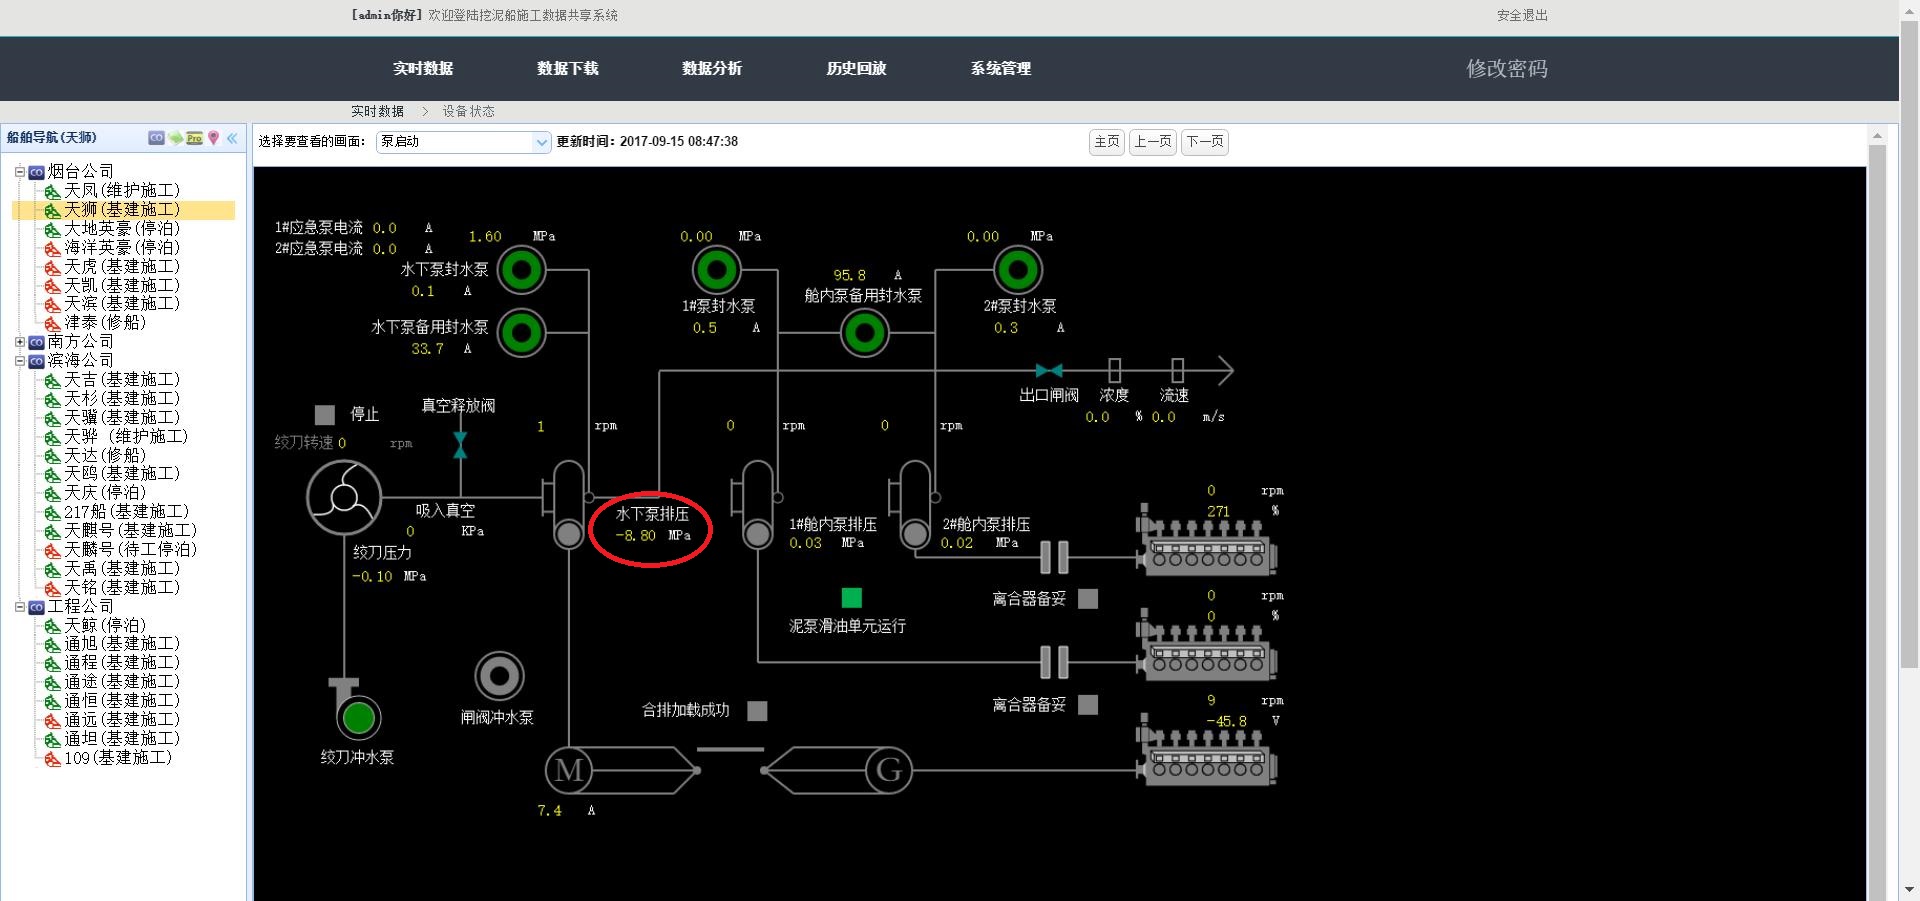 [admin你好] 欢迎登陆挖泥船施工数据共享系统
安全退出
实时数据 数据下载 数据分析 历史回放 系统管理
修改密码
实时数据 > 设备状态
船舶导航(天狮)
CO Pro
选择要查看的画面: 泵启动 更新时间: 2017-09-15 08:47:38
主页 上一页 下一页
烟台公司
天凤(维护施工)
天狮(基建施工)
大地英豪(停泊)
海洋英豪(停泊)
天虎(基建施工)
天凯(基建施工)
天滨(基建施工)
津泰(修船)
南方公司
滨海公司
天吉(基建施工)
天杉(基建施工)
天骥(基建施工)
天骅 (维护施工)
天达(修船)
天鸥(基建施工)
天庆(停泊)
217船(基建施工)
天麒号(基建施工)
天麟号(待工停泊)
天禹(基建施工)
天铭(基建施工)
工程公司
天鲸(停泊)
通旭(基建施工)
通程(基建施工)
通途(基建施工)
通恒(基建施工)
通远(基建施工)
通坦(基建施工)
109(基建施工)
1#应急泵电流 0.0 A
2#应急泵电流 0.0 A
1.60 MPa
水下泵封水泵
0.1 A
水下泵备用封水泵
33.7 A
0.00 MPa
1#泵封水泵
0.5 A
95.8 A
舱内泵备用封水泵
0.00 MPa
2#泵封水泵
0.3 A
出口闸阀 浓度 流速
0.0 % 0.0 m/s
停止
真空释放阀
绞刀转速 0 rpm
1 rpm
0 rpm
0 rpm
吸入真空
0 KPa
绞刀压力
-0.10 MPa
水下泵排压
-8.80 MPa
1#舱内泵排压
0.03 MPa
2#舱内泵排压
0.02 MPa
0 rpm
271 %
离合器备妥
泥泵滑油单元运行
0 rpm
0 %
离合器备妥
闸阀冲水泵
合排加载成功
绞刀冲水泵
9 rpm
-45.8 V
M
G
7.4 A